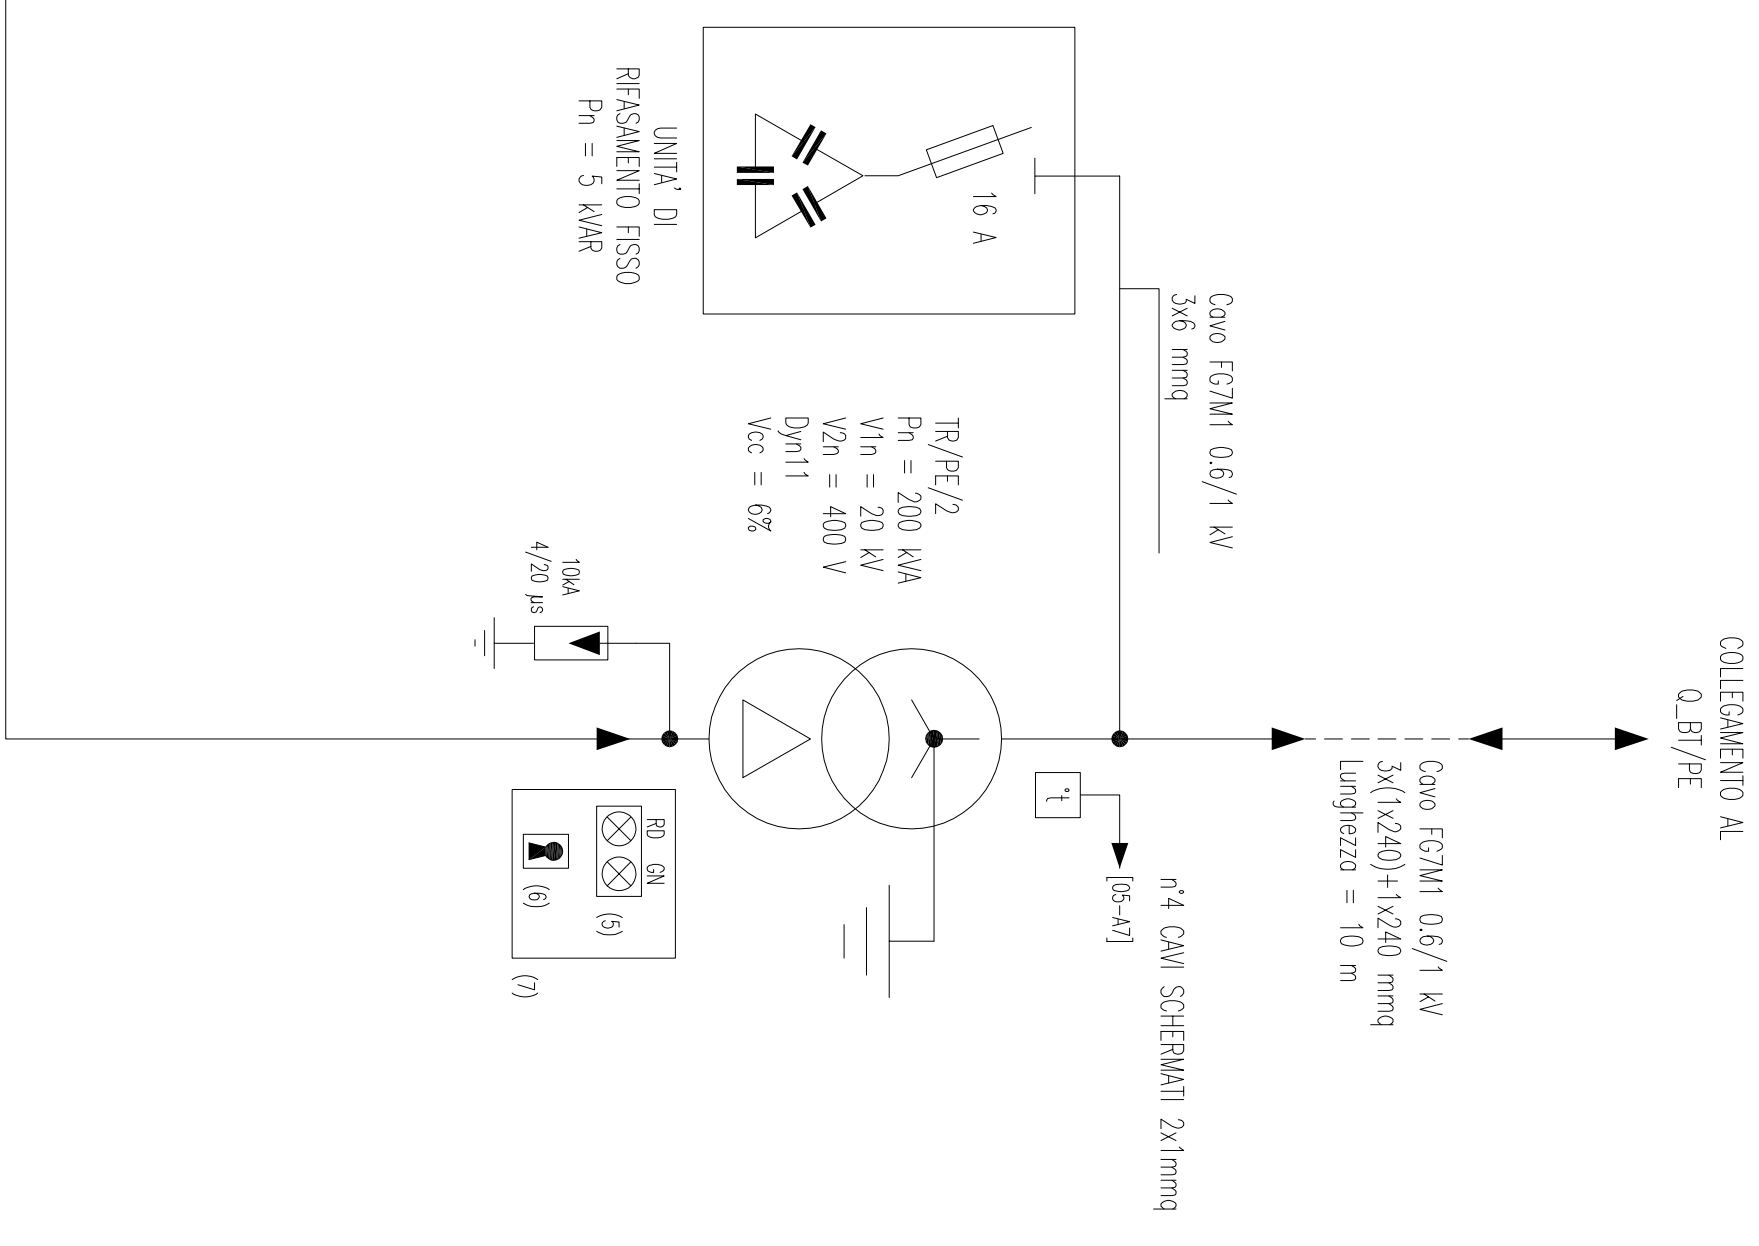 COLLEGAMENTO AL
Q_BT/PE
Cavo FG7M1 0.6/1 kV
3x(1x240)+1x240 mmq
Lunghezza = 10 m
Cavo FG7M1 0.6/1 kV
3x6 mmq
n°4 CAVI SCHERMATI 2x1mmq
[05-A7]
t°
16 A
UNITA' DI
RIFASAMENTO FISSO
Pn = 5 kVAR
TR/PE/2
Pn = 200 kVA
V1n = 20 kV
V2n = 400 V
Dyn11
Vcc = 6%
10kA
4/20 µs
RD GN
(5)
(6)
(7)